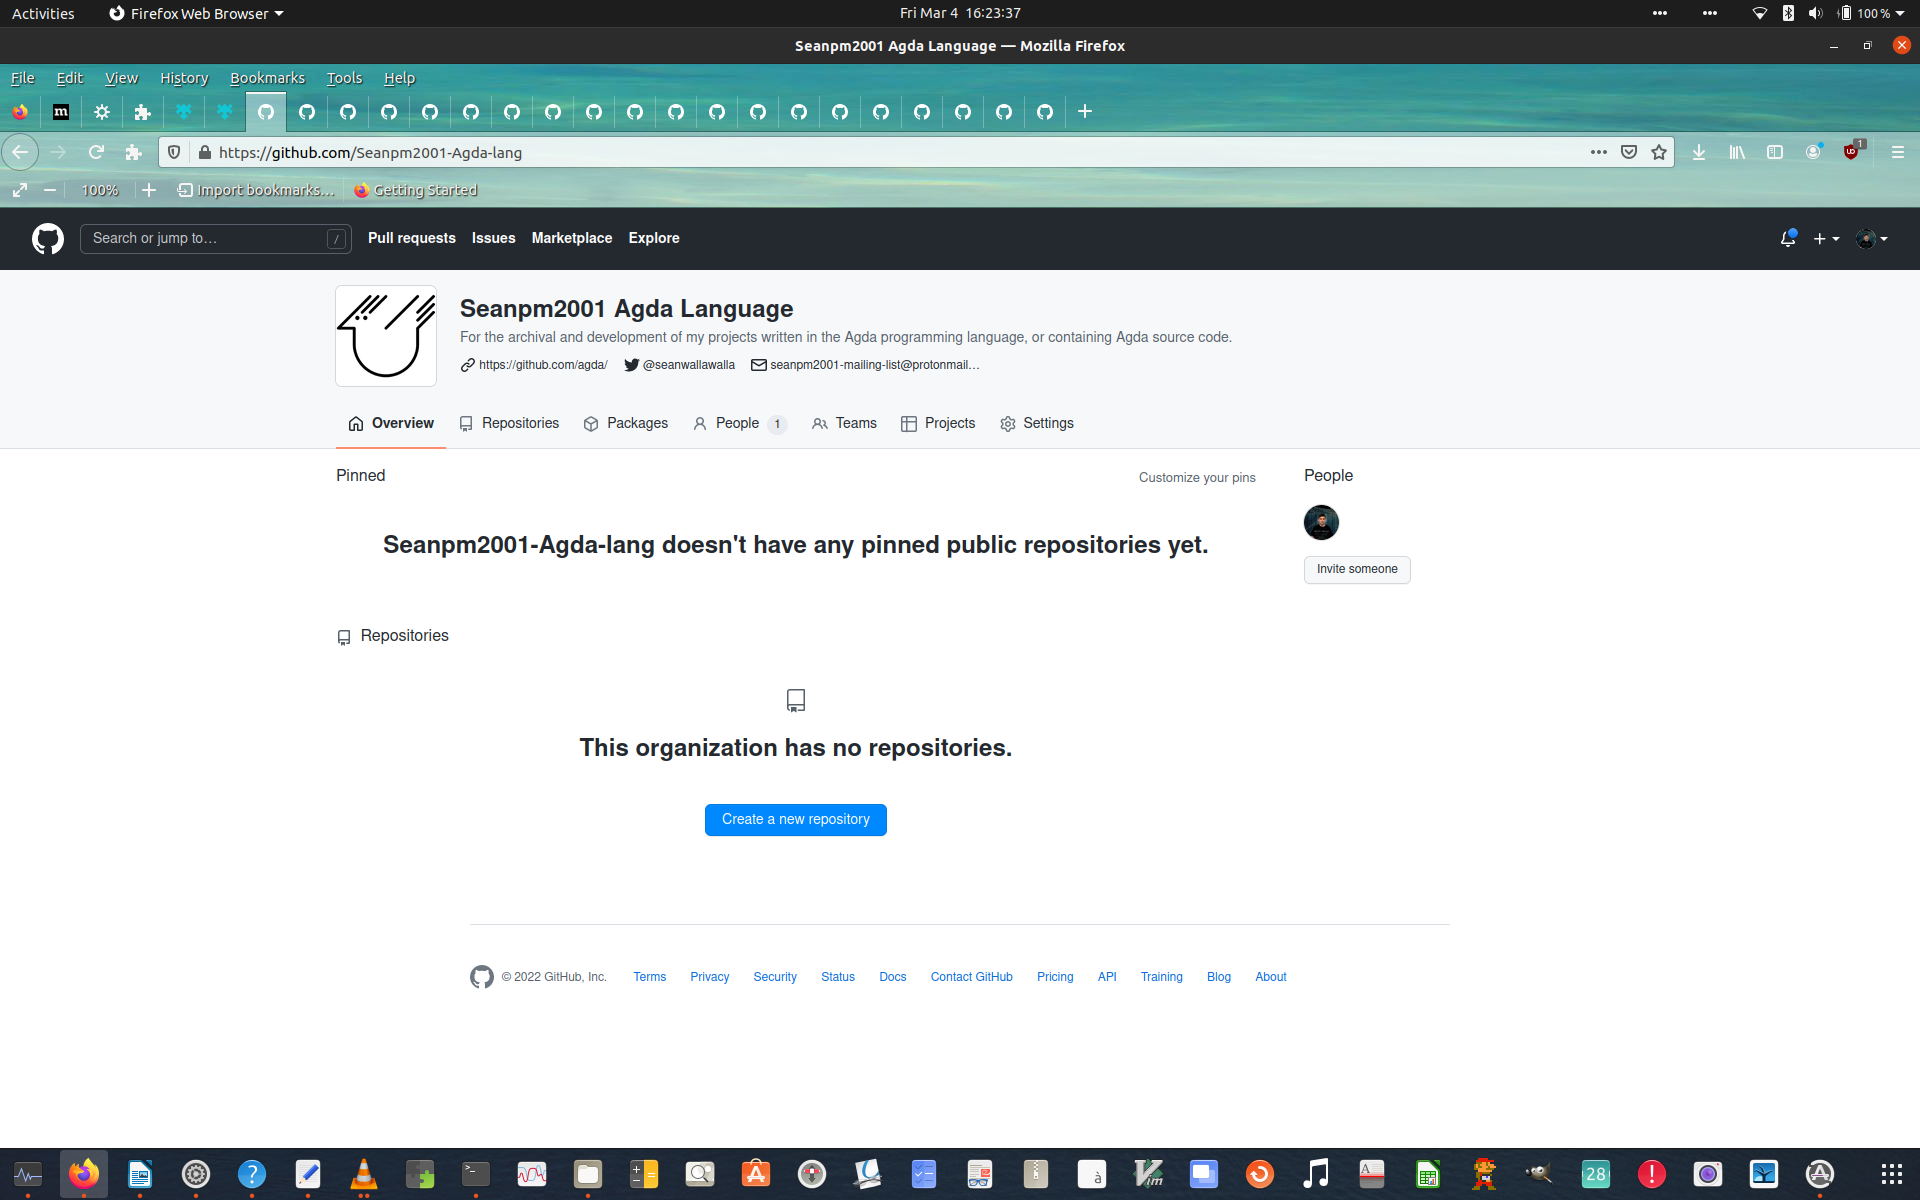 Activities Firefox Web Browser Fri Mar 4 16:23:37 100 %
Seanpm2001 Agda Language — Mozilla Firefox
File Edit View History Bookmarks Tools Help
m
https://github.com/Seanpm2001-Agda-lang 1
100% Import bookmarks... Getting Started
Search or jump to... / Pull requests Issues Marketplace Explore
Seanpm2001 Agda Language
For the archival and development of my projects written in the Agda programming language, or containing Agda source code.
https://github.com/agda/ @seanwallawalla seanpm2001-mailing-list@protonmail...
Overview Repositories Packages People 1 Teams Projects Settings
Pinned Customize your pins People
Seanpm2001-Agda-lang doesn't have any pinned public repositories yet.
Invite someone
Repositories
This organization has no repositories.
Create a new repository
© 2022 GitHub, Inc. Terms Privacy Security Status Docs Contact GitHub Pricing API Training Blog About
? >_ à Vim 28